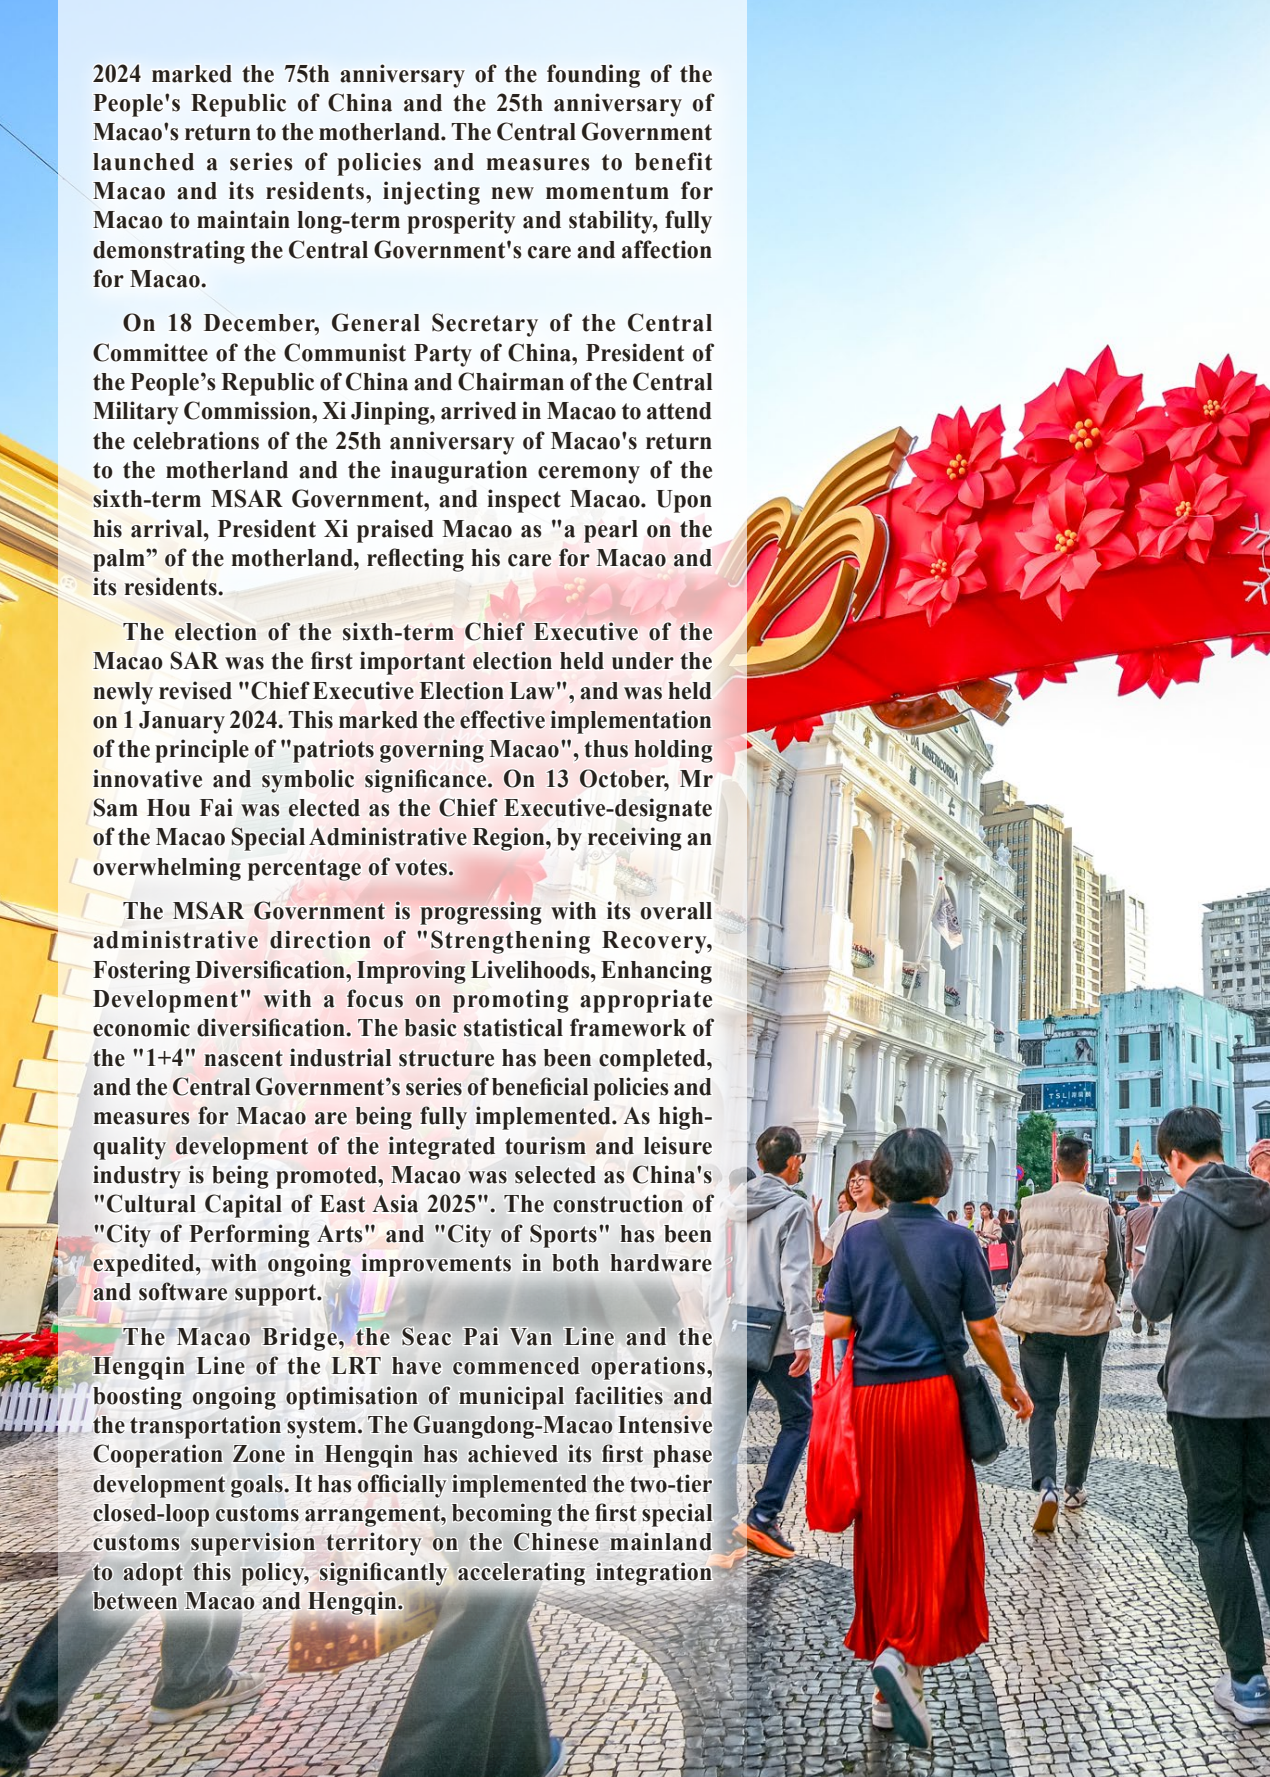 2024 marked the 75th anniversary of the founding of the
People's Republic of China and the 25th anniversary of
Macao's return to the motherland. The Central Government
launched a series of policies and measures to benefit
Macao and its residents, injecting new momentum for
Macao to maintain long-term prosperity and stability, fully
demonstrating the Central Government's care and affection
for Macao.
On 18 December, General Secretary of the Central
Committee of the Communist Party of China, President of
the People’s Republic of China and Chairman of the Central
Military Commission, Xi Jinping, arrived in Macao to attend
the celebrations of the 25th anniversary of Macao's return
to the motherland and the inauguration ceremony of the
sixth-term MSAR Government, and inspect Macao. Upon
his arrival, President Xi praised Macao as "a pearl on the
palm” of the motherland, reflecting his care for Macao and
its residents.
The election of the sixth-term Chief Executive of the
Macao SAR was the first important election held under the
newly revised "Chief Executive Election Law", and was held
on 1 January 2024. This marked the effective implementation
of the principle of "patriots governing Macao", thus holding
innovative and symbolic significance. On 13 October, Mr
Sam Hou Fai was elected as the Chief Executive-designate
of the Macao Special Administrative Region, by receiving an
overwhelming percentage of votes.
The MSAR Government is progressing with its overall
administrative direction of "Strengthening Recovery,
Fostering Diversification, Improving Livelihoods, Enhancing
Development" with a focus on promoting appropriate
economic diversification. The basic statistical framework of
the "1+4" nascent industrial structure has been completed,
and the Central Government’s series of beneficial policies and
measures for Macao are being fully implemented. As high-
quality development of the integrated tourism and leisure
industry is being promoted, Macao was selected as China's
"Cultural Capital of East Asia 2025". The construction of
"City of Performing Arts" and "City of Sports" has been
expedited, with ongoing improvements in both hardware
and software support.
The Macao Bridge, the Seac Pai Van Line and the
Hengqin Line of the LRT have commenced operations,
boosting ongoing optimisation of municipal facilities and
the transportation system. The Guangdong-Macao Intensive
Cooperation Zone in Hengqin has achieved its first phase
development goals. It has officially implemented the two-tier
closed-loop customs arrangement, becoming the first special
customs supervision territory on the Chinese mainland
to adopt this policy, significantly accelerating integration
between Macao and Hengqin.
DA MISERICORDIA
TSL